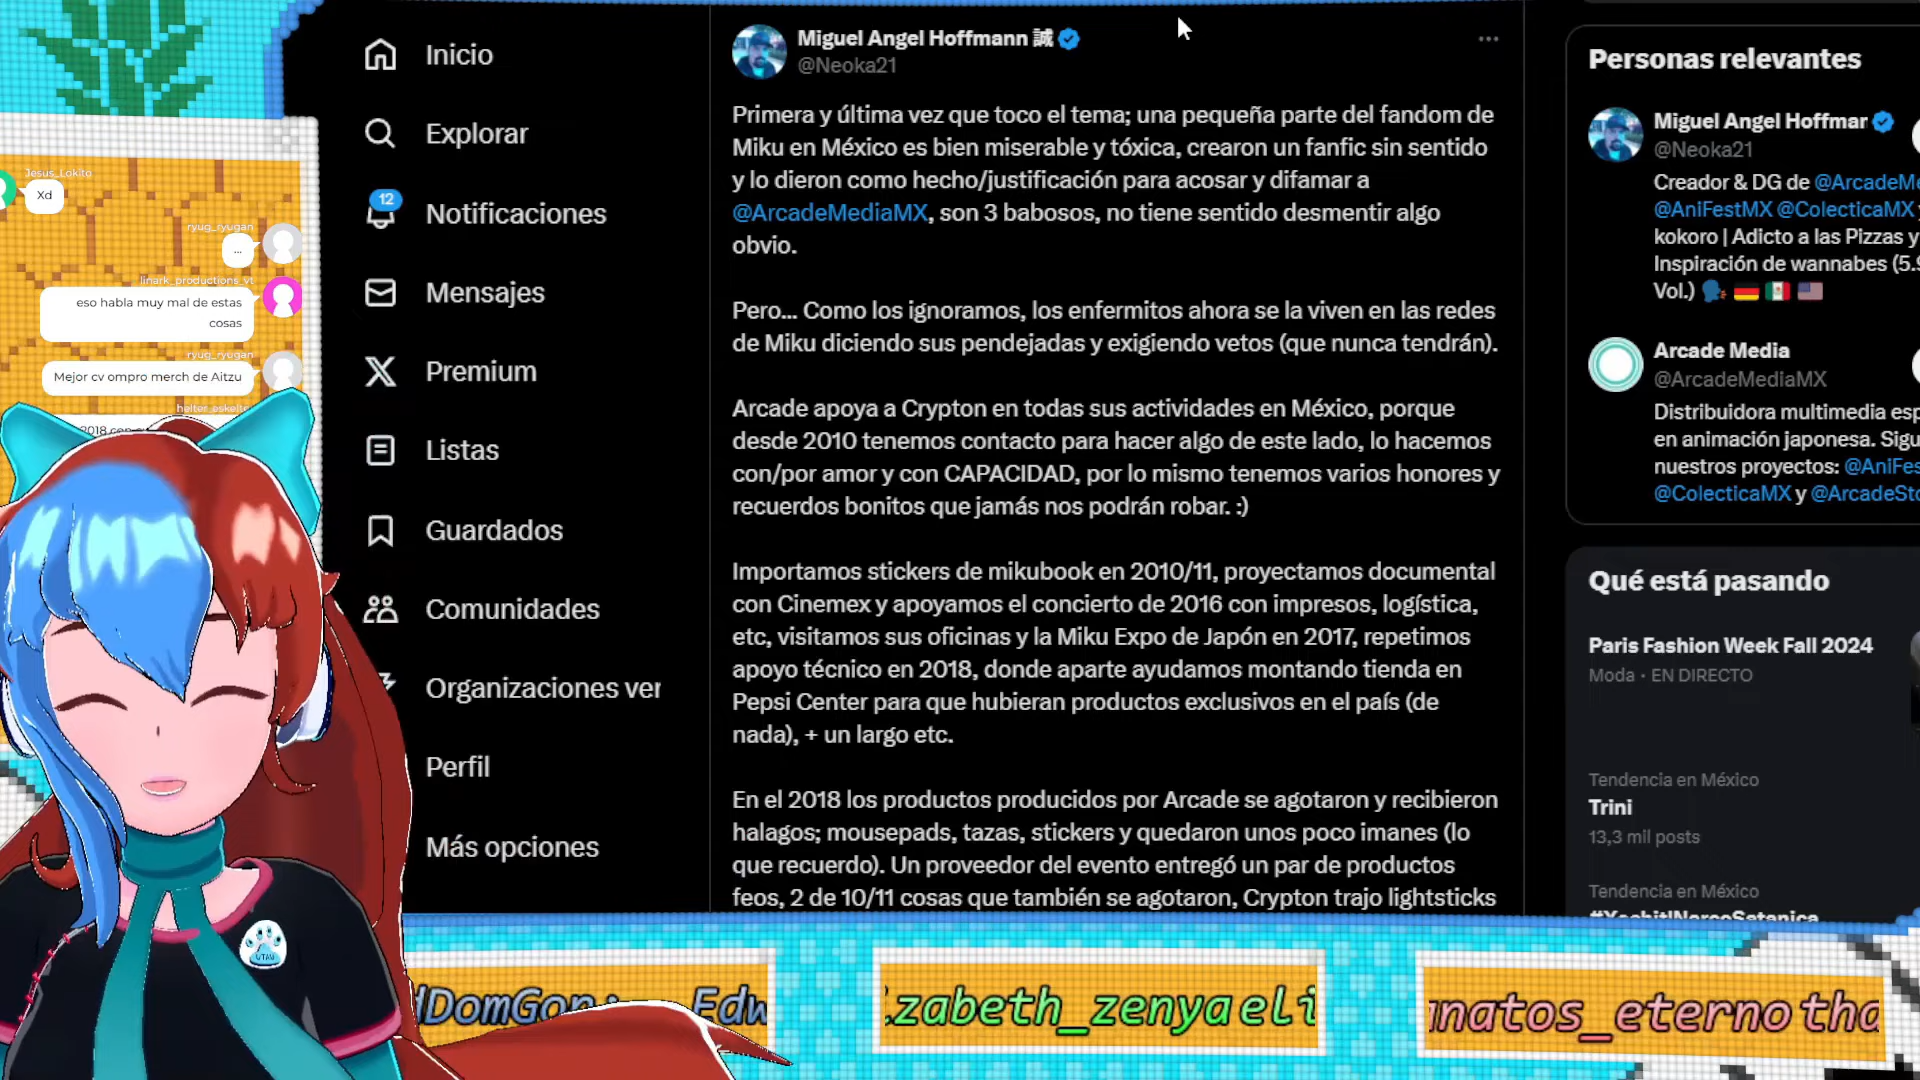 Jesus_Lokito
Xd
ryug_ryugan
...
linark_productions_vt
eso habla muy mal de estas
cosas
ryug_ryugan
Mejor cv ompro merch de Aitzu
UTAU
Inicio
Explorar
12
Notificaciones
Mensajes
Premium
Listas
Guardados
Comunidades
Organizaciones ver
Perfil
Más opciones
Miguel Angel Hoffmann 誠
@Neoka21
Primera y última vez que toco el tema; una pequeña parte del fandom de
Miku en México es bien miserable y tóxica, crearon un fanfic sin sentido
y lo dieron como hecho/justificación para acosar y difamar a
@ArcadeMediaMX, son 3 babosos, no tiene sentido desmentir algo
obvio.
Pero... Como los ignoramos, los enfermitos ahora se la viven en las redes
de Miku diciendo sus pendejadas y exigiendo vetos (que nunca tendrán).
Arcade apoya a Crypton en todas sus actividades en México, porque
desde 2010 tenemos contacto para hacer algo de este lado, lo hacemos
con/por amor y con CAPACIDAD, por lo mismo tenemos varios honores y
recuerdos bonitos que jamás nos podrán robar. :)
Importamos stickers de mikubook en 2010/11, proyectamos documental
con Cinemex y apoyamos el concierto de 2016 con impresos, logística,
etc, visitamos sus oficinas y la Miku Expo de Japón en 2017, repetimos
apoyo técnico en 2018, donde aparte ayudamos montando tienda en
Pepsi Center para que hubieran productos exclusivos en el país (de
nada), + un largo etc.
En el 2018 los productos producidos por Arcade se agotaron y recibieron
halagos; mousepads, tazas, stickers y quedaron unos poco imanes (lo
que recuerdo). Un proveedor del evento entregó un par de productos
feos, 2 de 10/11 cosas que también se agotaron, Crypton trajo lightsticks
Personas relevantes
Miguel Angel Hoffmar
@Neoka21
Creador & DG de @ArcadeMe
@AniFestMX @ColecticaMX y
kokoro | Adicto a las Pizzas y
Inspiración de wannabes (5.9
Vol.)
Arcade Media
@ArcadeMediaMX
Distribuidora multimedia esp
en animación japonesa. Sigu
nuestros proyectos: @AniFes
@ColecticaMX y @ArcadeSto
Qué está pasando
Paris Fashion Week Fall 2024
Moda · EN DIRECTO
Tendencia en México
Trini
13,3 mil posts
Tendencia en México
#XochitlNarcoSatanica
dDomGon: Edw
izabeth_zenya eli
anatos_eterno tha